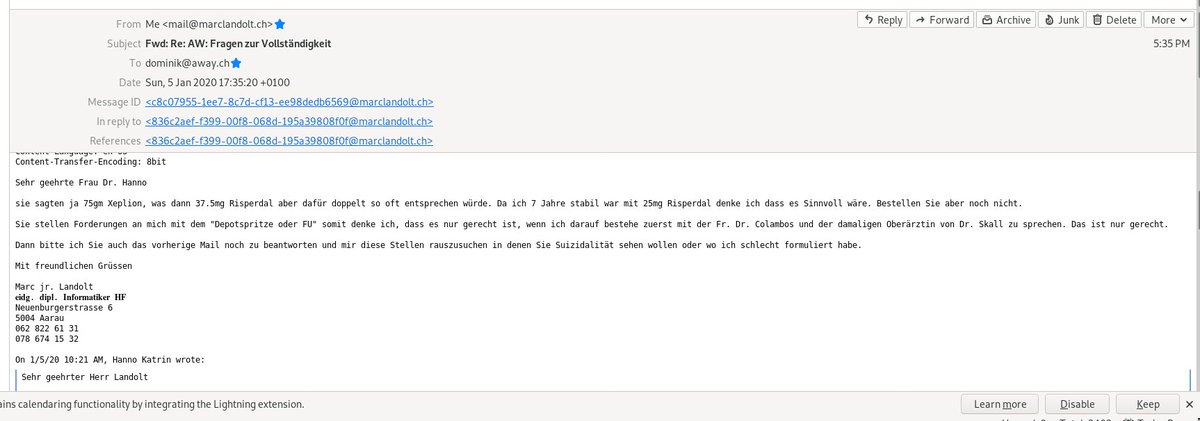 From Me <mail@marclandolt.ch>
Reply Forward Archive Junk Delete More
Subject Fwd: Re: AW: Fragen zur Vollständigkeit
5:35 PM
To dominik@away.ch
Date Sun, 5 Jan 2020 17:35:20 +0100
Message ID <c8c07955-1ee7-8c7d-cf13-ee98dedb6569@marclandolt.ch>
In reply to <836c2aef-f399-00f8-068d-195a39808f0f@marclandolt.ch>
References <836c2aef-f399-00f8-068d-195a39808f0f@marclandolt.ch>
Content-Transfer-Encoding: 8bit
Sehr geehrte Frau Dr. Hanno
sie sagten ja 75gm Xeplion, was dann 37.5mg Risperdal aber dafür doppelt so oft entsprechen würde. Da ich 7 Jahre stabil war mit 25mg Risperdal denke ich dass es Sinnvoll wäre. Bestellen Sie aber noch nicht.
Sie stellen Forderungen an mich mit dem "Depotspritze oder FU" somit denke ich, dass es nur gerecht ist, wenn ich darauf bestehe zuerst mit der Fr. Dr. Colambos und der damaligen Oberärztin von Dr. Skall zu sprechen. Das ist nur gerecht.
Dann bitte ich Sie auch das vorherige Mail noch zu beantworten und mir diese Stellen rauszusuchen in denen Sie Suizidalität sehen wollen oder wo ich schlecht formuliert habe.
Mit freundlichen Grüssen
Marc jr. Landolt
eidg. dipl. Informatiker HF
Neuenburgerstrasse 6
5004 Aarau
062 822 61 31
078 674 15 32
On 1/5/20 10:21 AM, Hanno Katrin wrote:
Sehr geehrter Herr Landolt
ains calendaring functionality by integrating the Lightning extension.
Learn more Disable Keep